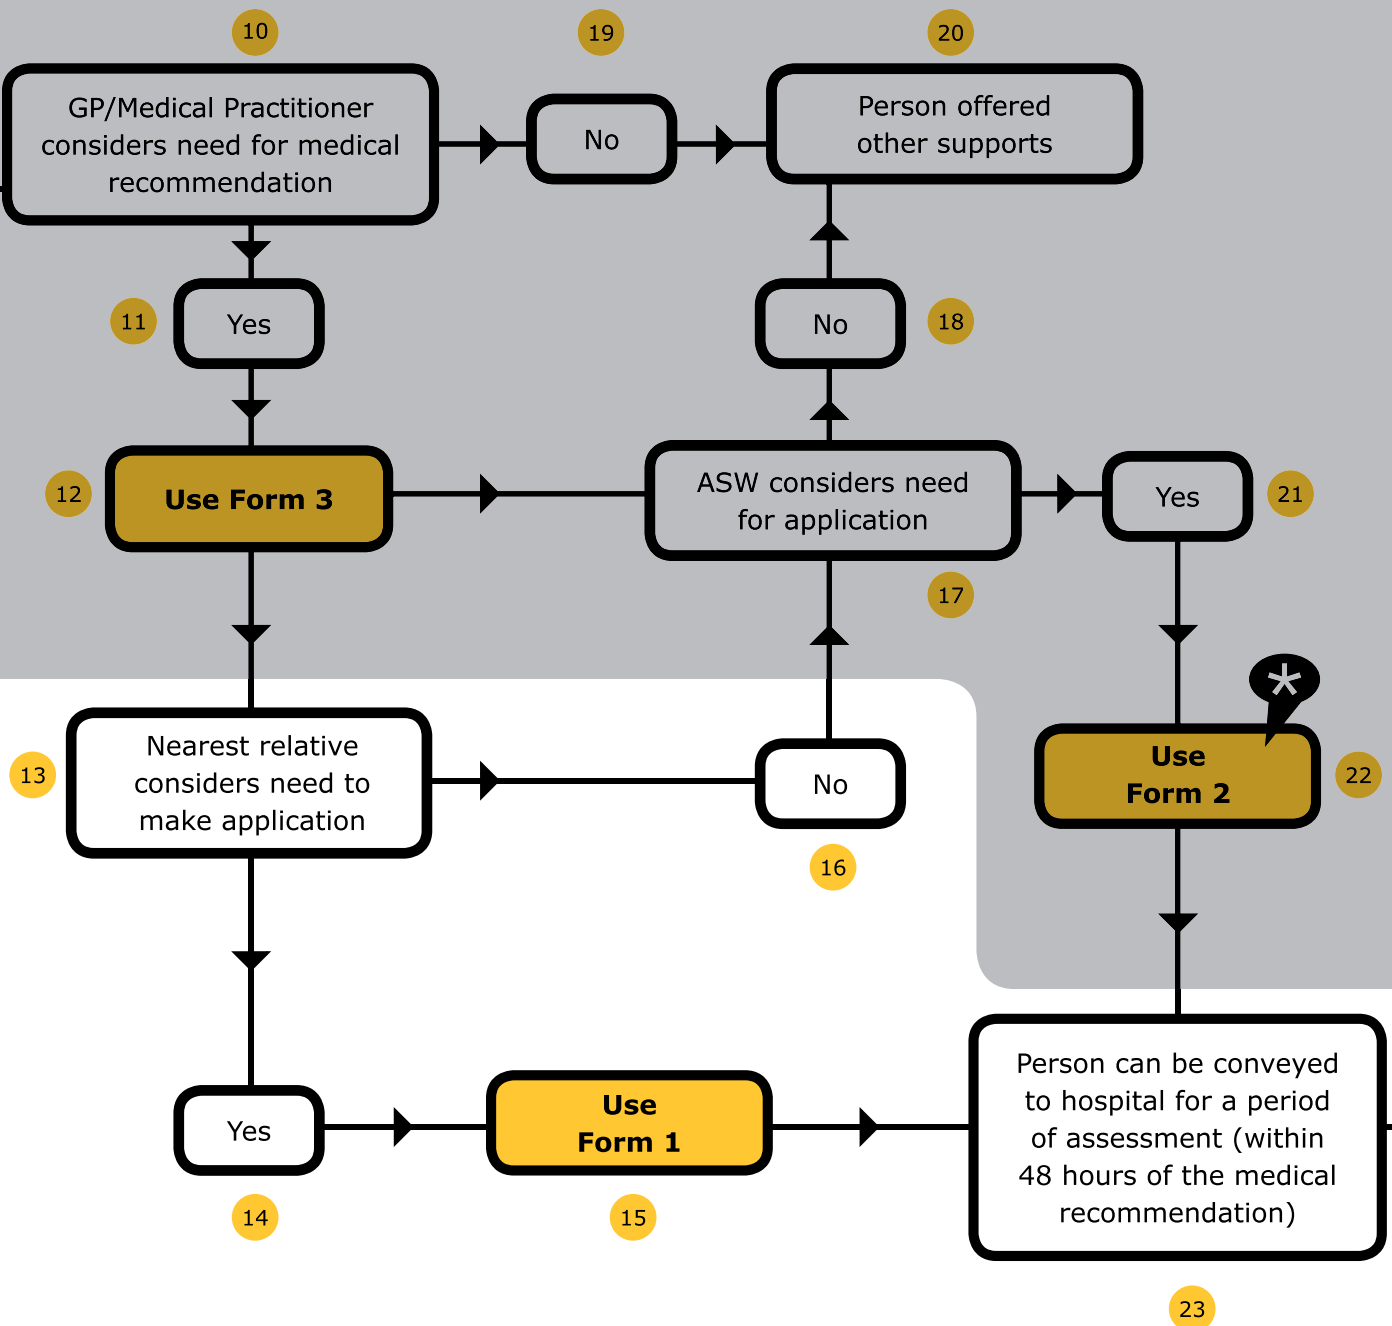 10
19
20
GP/Medical Practitioner
considers need for medical
recommendation
No
Person offered
other supports
11
Yes
No
18
12
Use Form 3
ASW considers need
for application
Yes
21
17
*
13
Nearest relative
considers need to
make application
No
Use
Form 2
22
16
Yes
Use
Form 1
Person can be conveyed
to hospital for a period
of assessment (within
48 hours of the medical
recommendation)
14
15
23